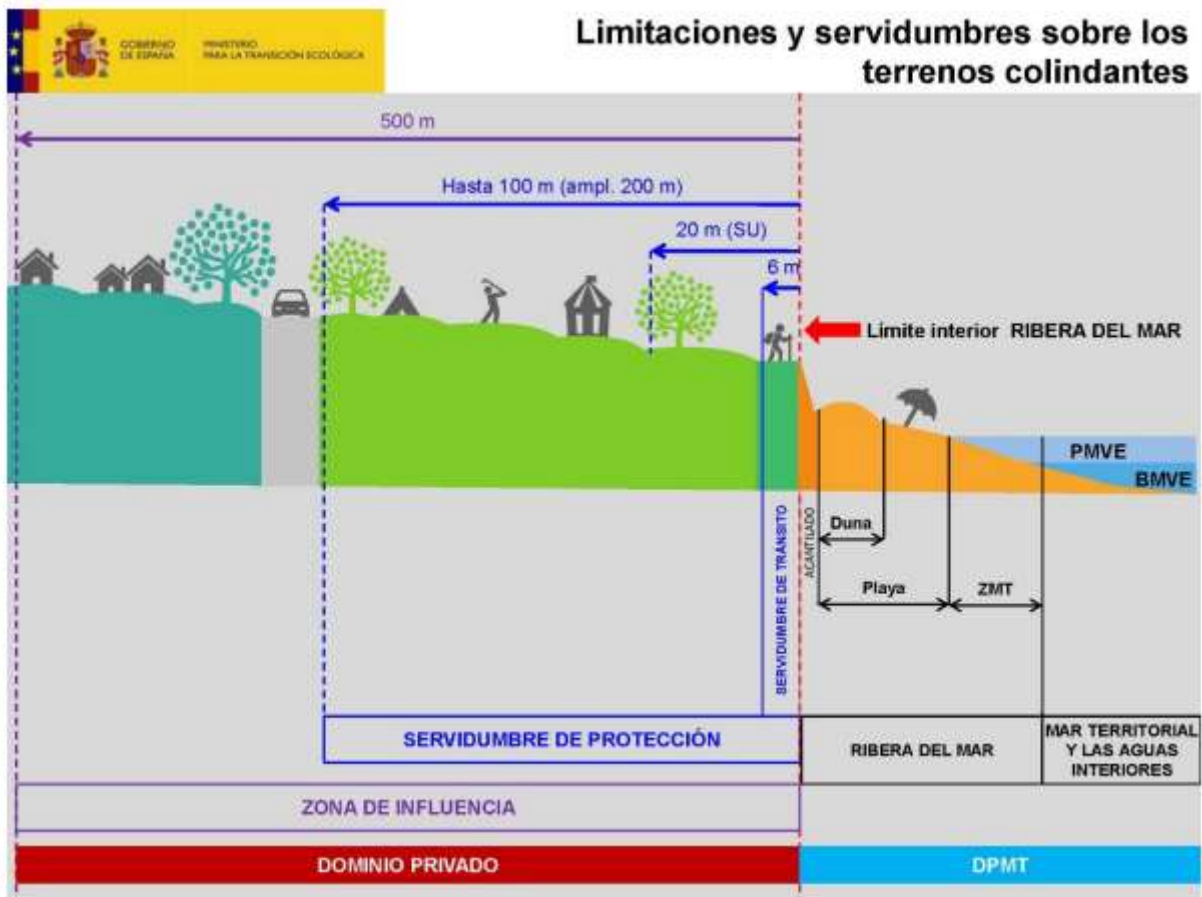 GOBIERNO
DE ESPAÑA
MINISTERIO
PARA LA TRANSICIÓN ECOLÓGICA
Limitaciones y servidumbres sobre los
terrenos colindantes
500 m
Hasta 100 m (ampl. 200 m)
20 m (SU)
6 m
Límite interior RIBERA DEL MAR
PMVE
BMVE
SERVIDUMBRE DE TRÁNSITO
ACANTILADO
Duna
Playa
ZMT
SERVIDUMBRE DE PROTECCIÓN
RIBERA DEL MAR
MAR TERRITORIAL
Y LAS AGUAS
INTERIORES
ZONA DE INFLUENCIA
DOMINIO PRIVADO
DPMT